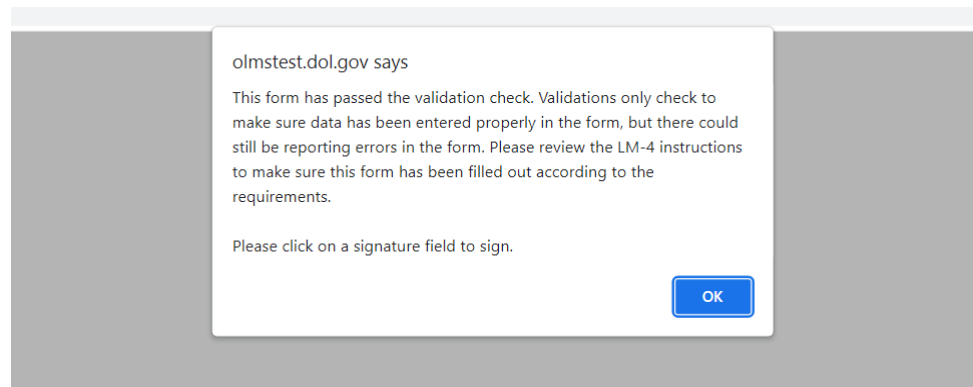 olmstest.dol.gov says
This form has passed the validation check. Validations only check to
make sure data has been entered properly in the form, but there could
still be reporting errors in the form. Please review the LM-4 instructions
to make sure this form has been filled out according to the
requirements.
Please click on a signature field to sign.
OK